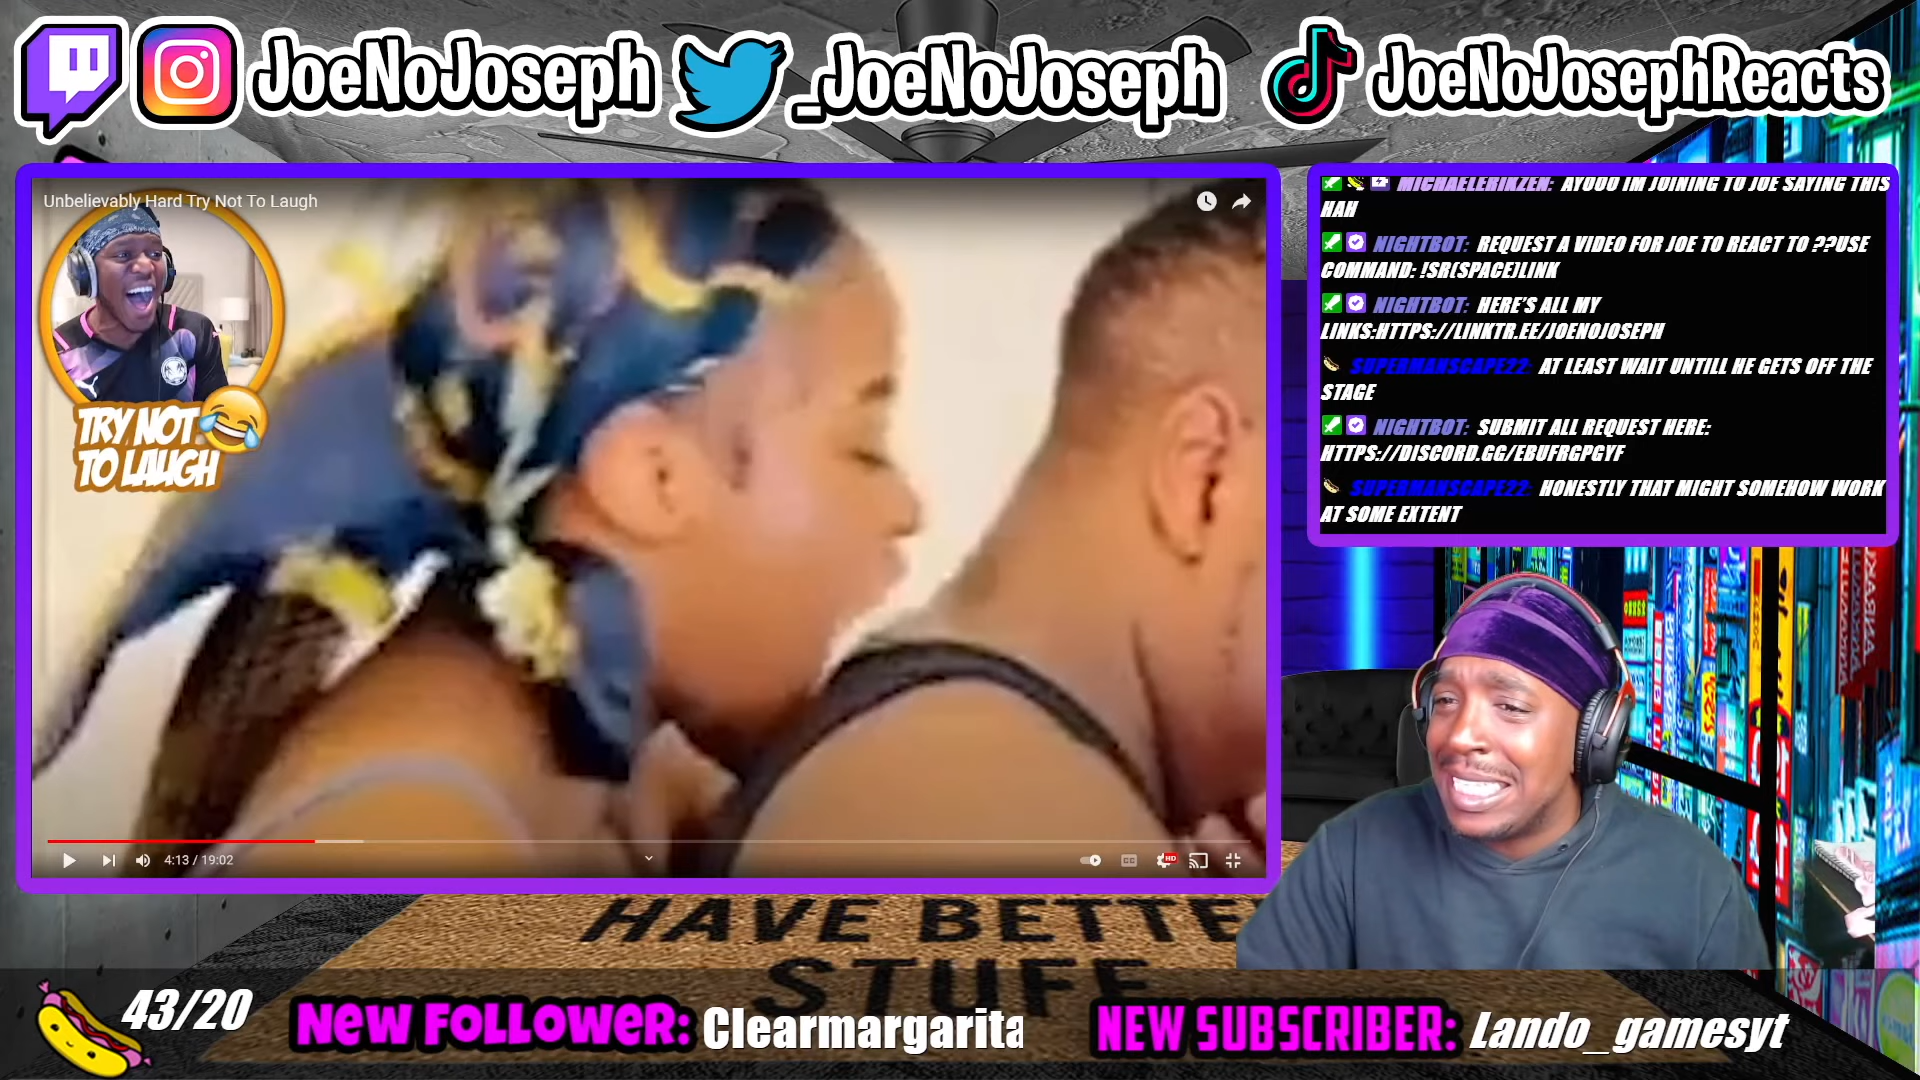 JoeNoJoseph
_JoeNoJoseph
JoeNoJosephReacts
Unbelievably Hard Try Not To Laugh
TRY NOT
TO LAUGH
4:13 / 19:02
CC
HD
MICHAELERIKZEN: AYOOO IM JOINING TO JOE SAYING THIS
HAH
NIGHTBOT: REQUEST A VIDEO FOR JOE TO REACT TO ??USE
COMMAND: !SR(SPACE)LINK
NIGHTBOT: HERE'S ALL MY
LINKS:HTTPS://LINKTR.EE/JOENOJOSEPH
SUPERMANSCAPE22: AT LEAST WAIT UNTILL HE GETS OFF THE
STAGE
NIGHTBOT: SUBMIT ALL REQUEST HERE:
HTTPS://DISCORD.GG/EBUFRGPGYF
SUPERMANSCAPE22: HONESTLY THAT MIGHT SOMEHOW WORK
AT SOME EXTENT
HAVE BETTE
STUFF
43/20
NEW FOLLOWER: Clearmargarita
NEW SUBSCRIBER: Lando_gamesyt